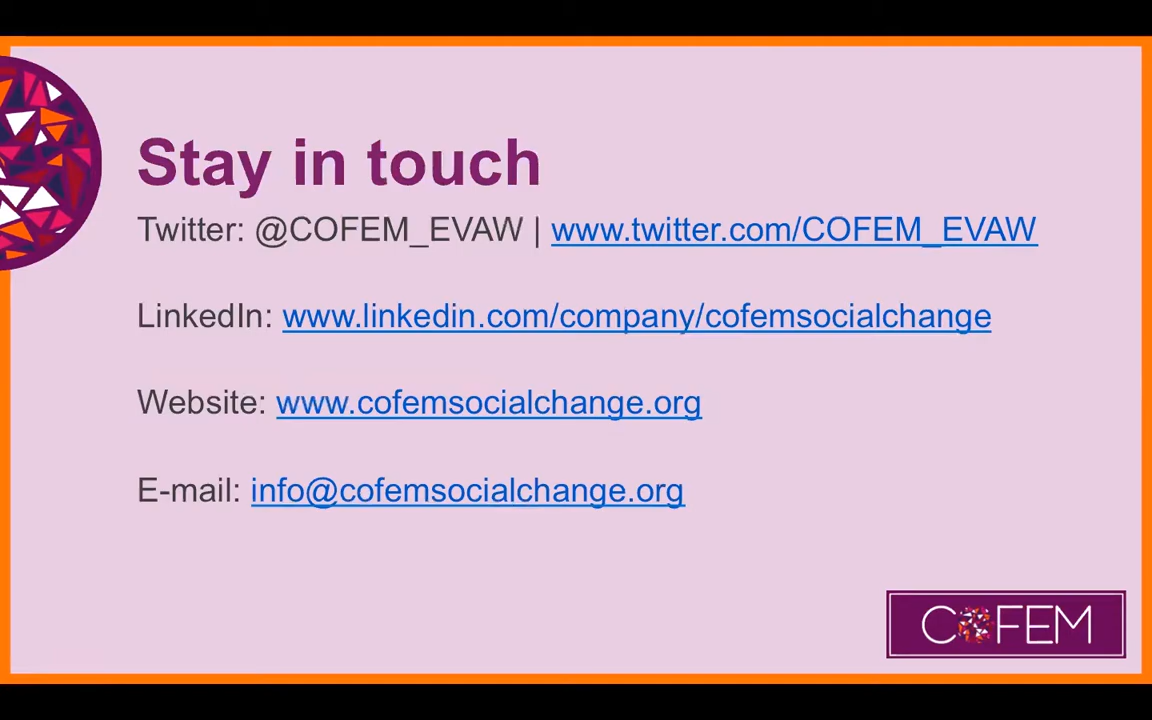 Stay in touch
Twitter: @COFEM_EVAW | www.twitter.com/COFEM_EVAW
LinkedIn: www.linkedin.com/company/cofemsocialchange
Website: www.cofemsocialchange.org
E-mail: info@cofemsocialchange.org
COFEM